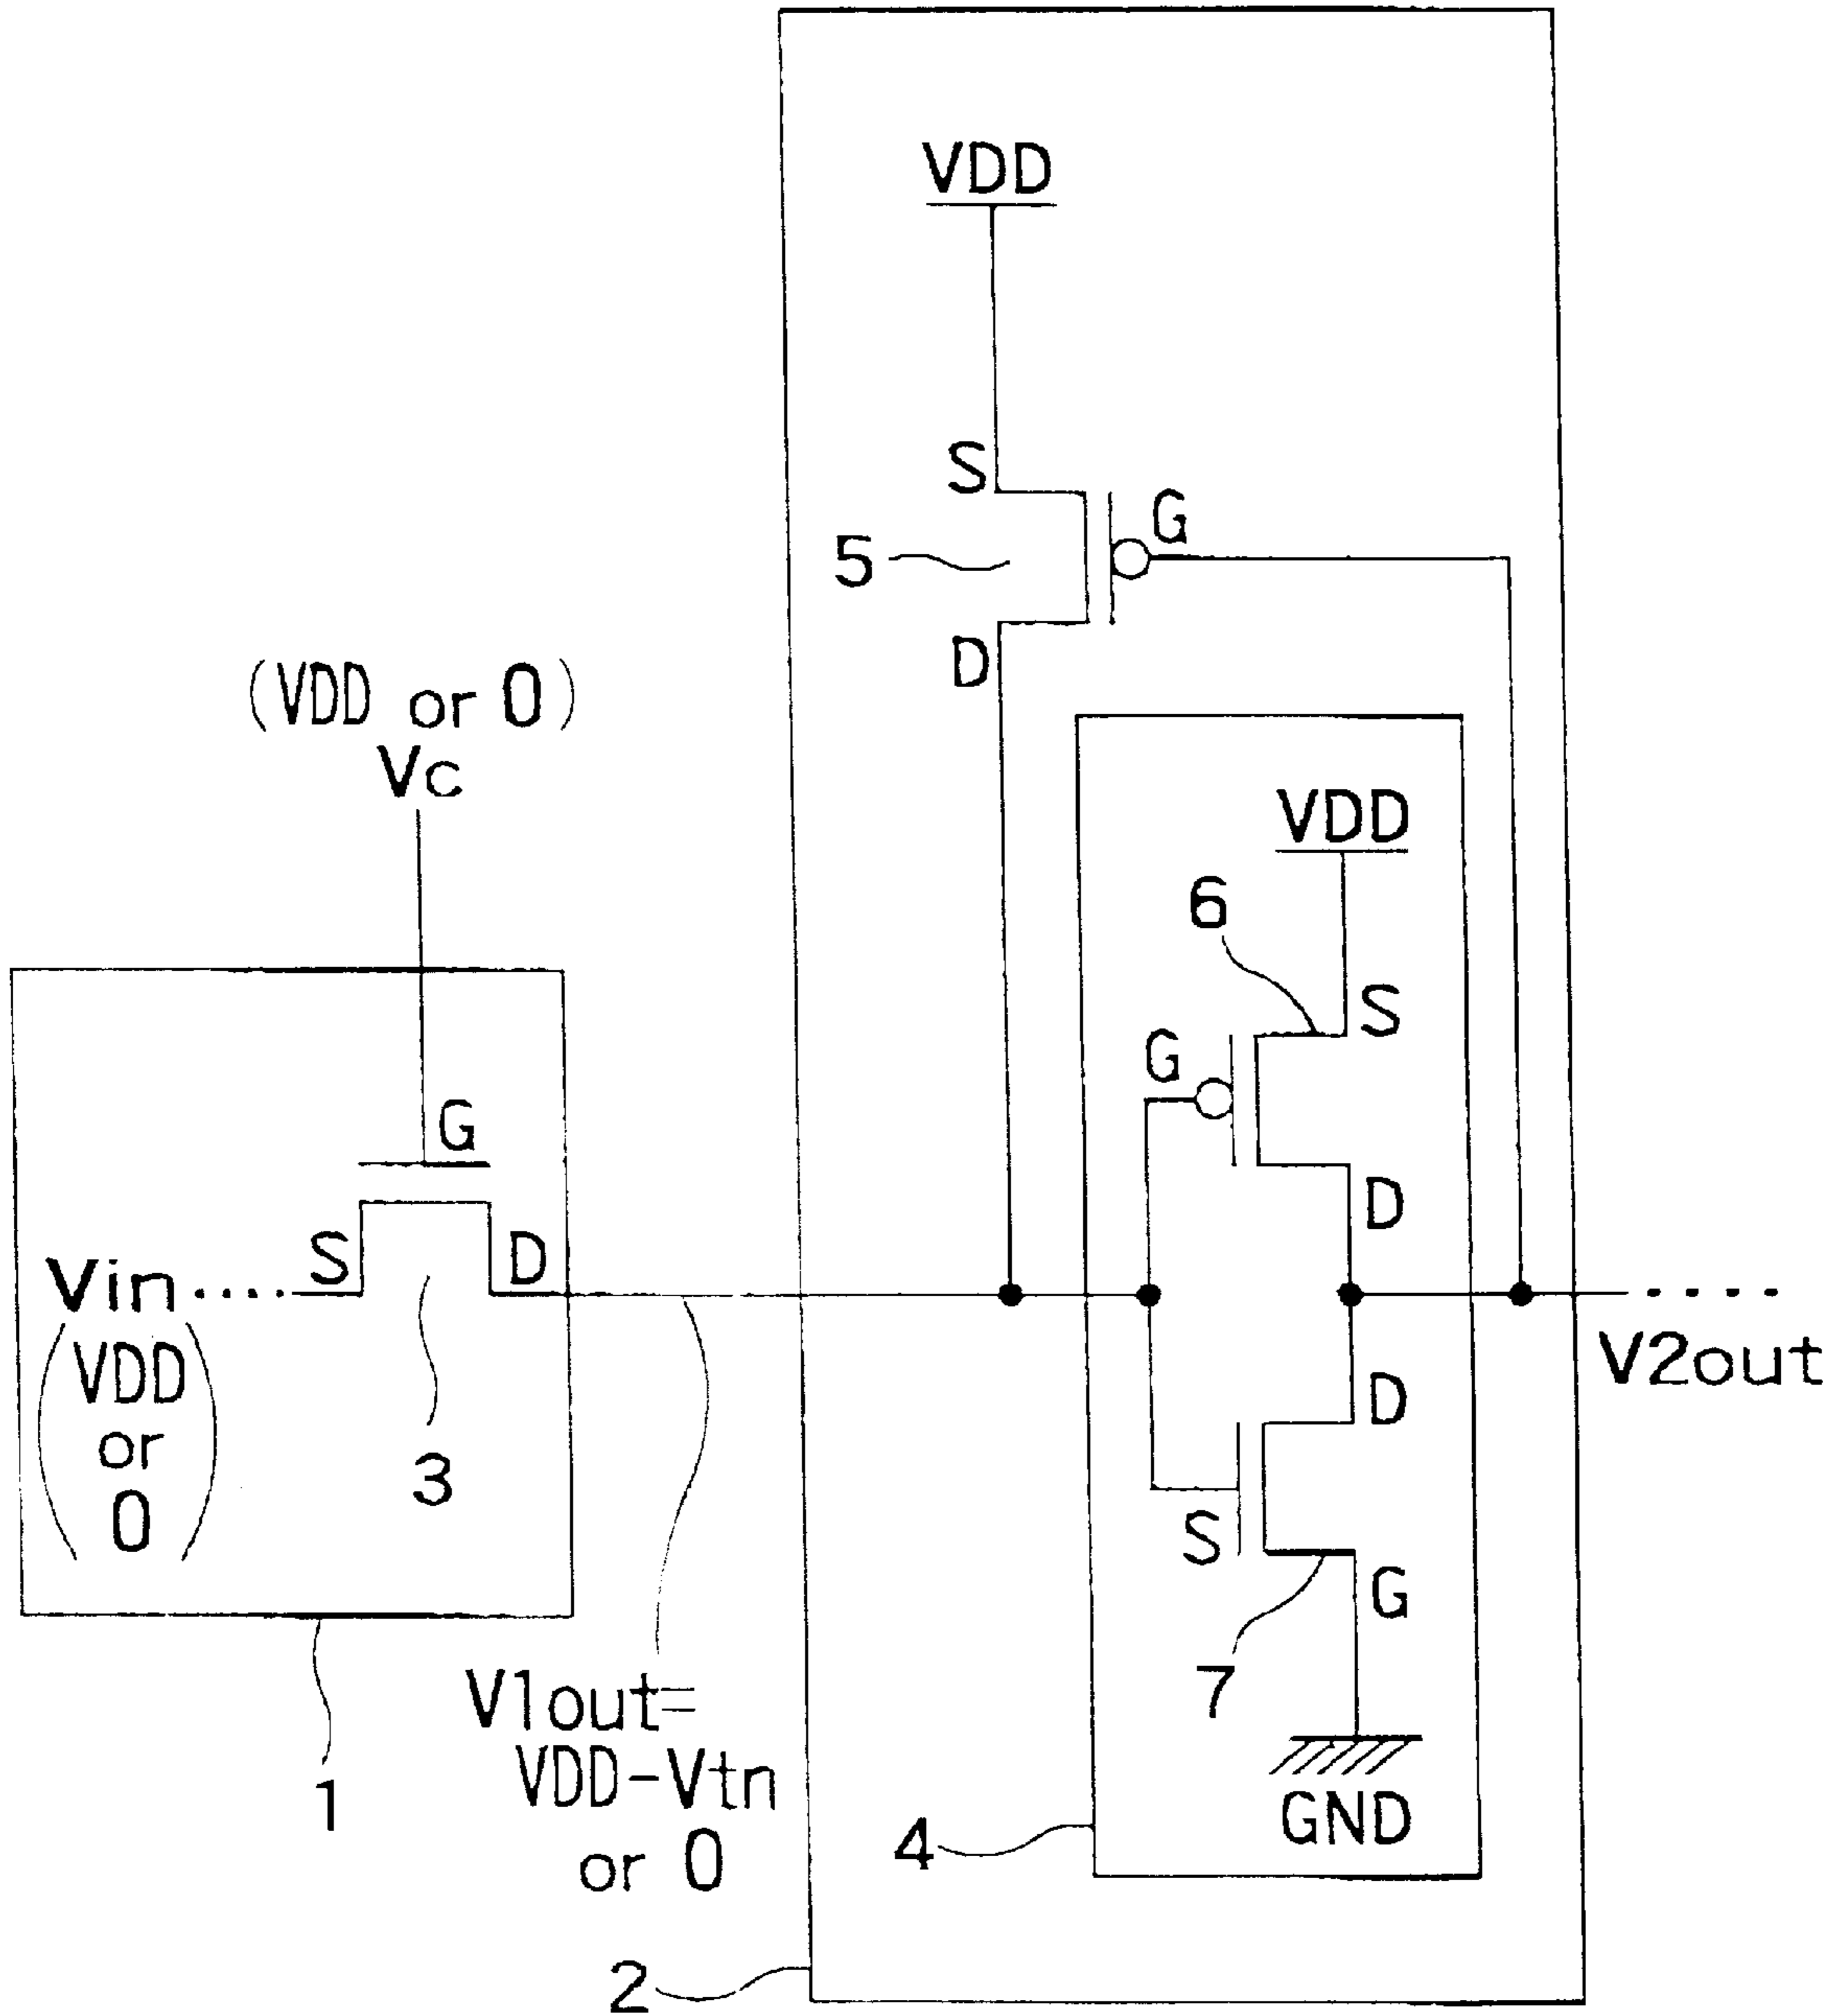 VDD
S
G
5
D
(VDD or 0)
Vc
VDD
6
S
G
G
D
S
D
Vin
(VDD
or
0)
V2out
3
D
S
G
7
V1out=
VDD-Vtn
or 0
1
GND
4
2